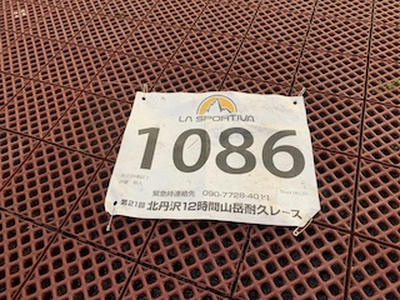 LA SPORTIVA
1086
緊急時連絡先 090-7728-401
第21回 北丹沢12時間山岳耐久レース